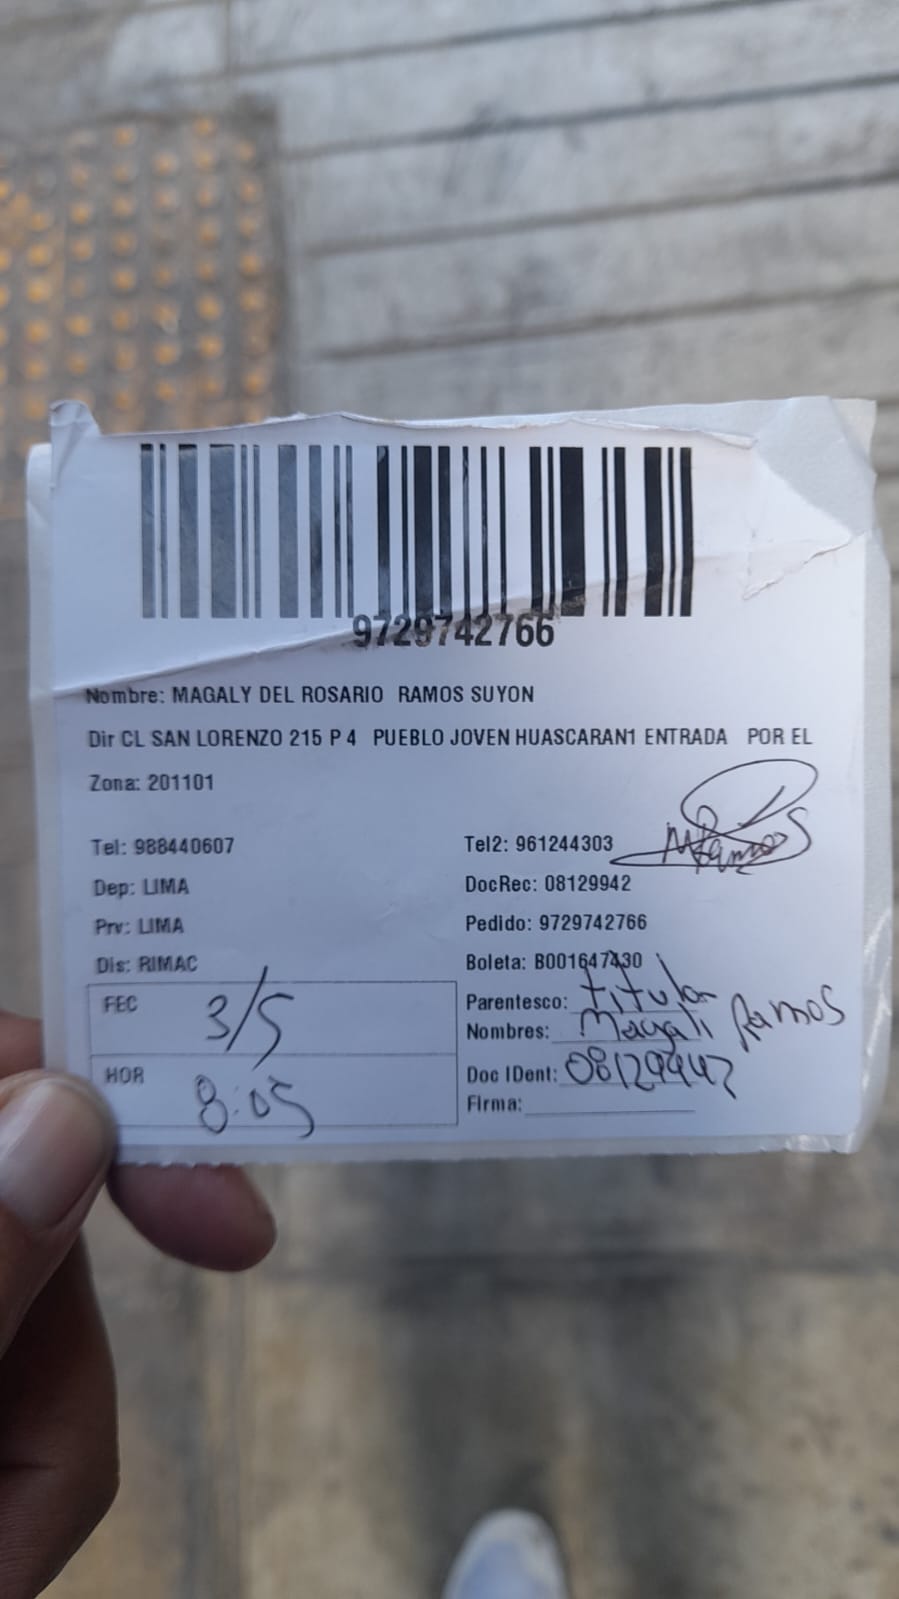 9729742766
Nombre: MAGALY DEL ROSARIO RAMOS SUYON
Dir CL SAN LORENZO 215 P 4 PUEBLO JOVEN HUASCARAN1 ENTRADA POR EL
Zona: 201101
MRamos
Tel: 988440607 Tel2: 961244303
Dep: LIMA DocRec: 08129942
Prv: LIMA Pedido: 9729742766
Dis: RIMAC Boleta: B001647430
FEC 3/5 Parentesco: titular
Nombres: Magali Ramos
HOR 8:05 Doc IDent: 08129942
FIrma: